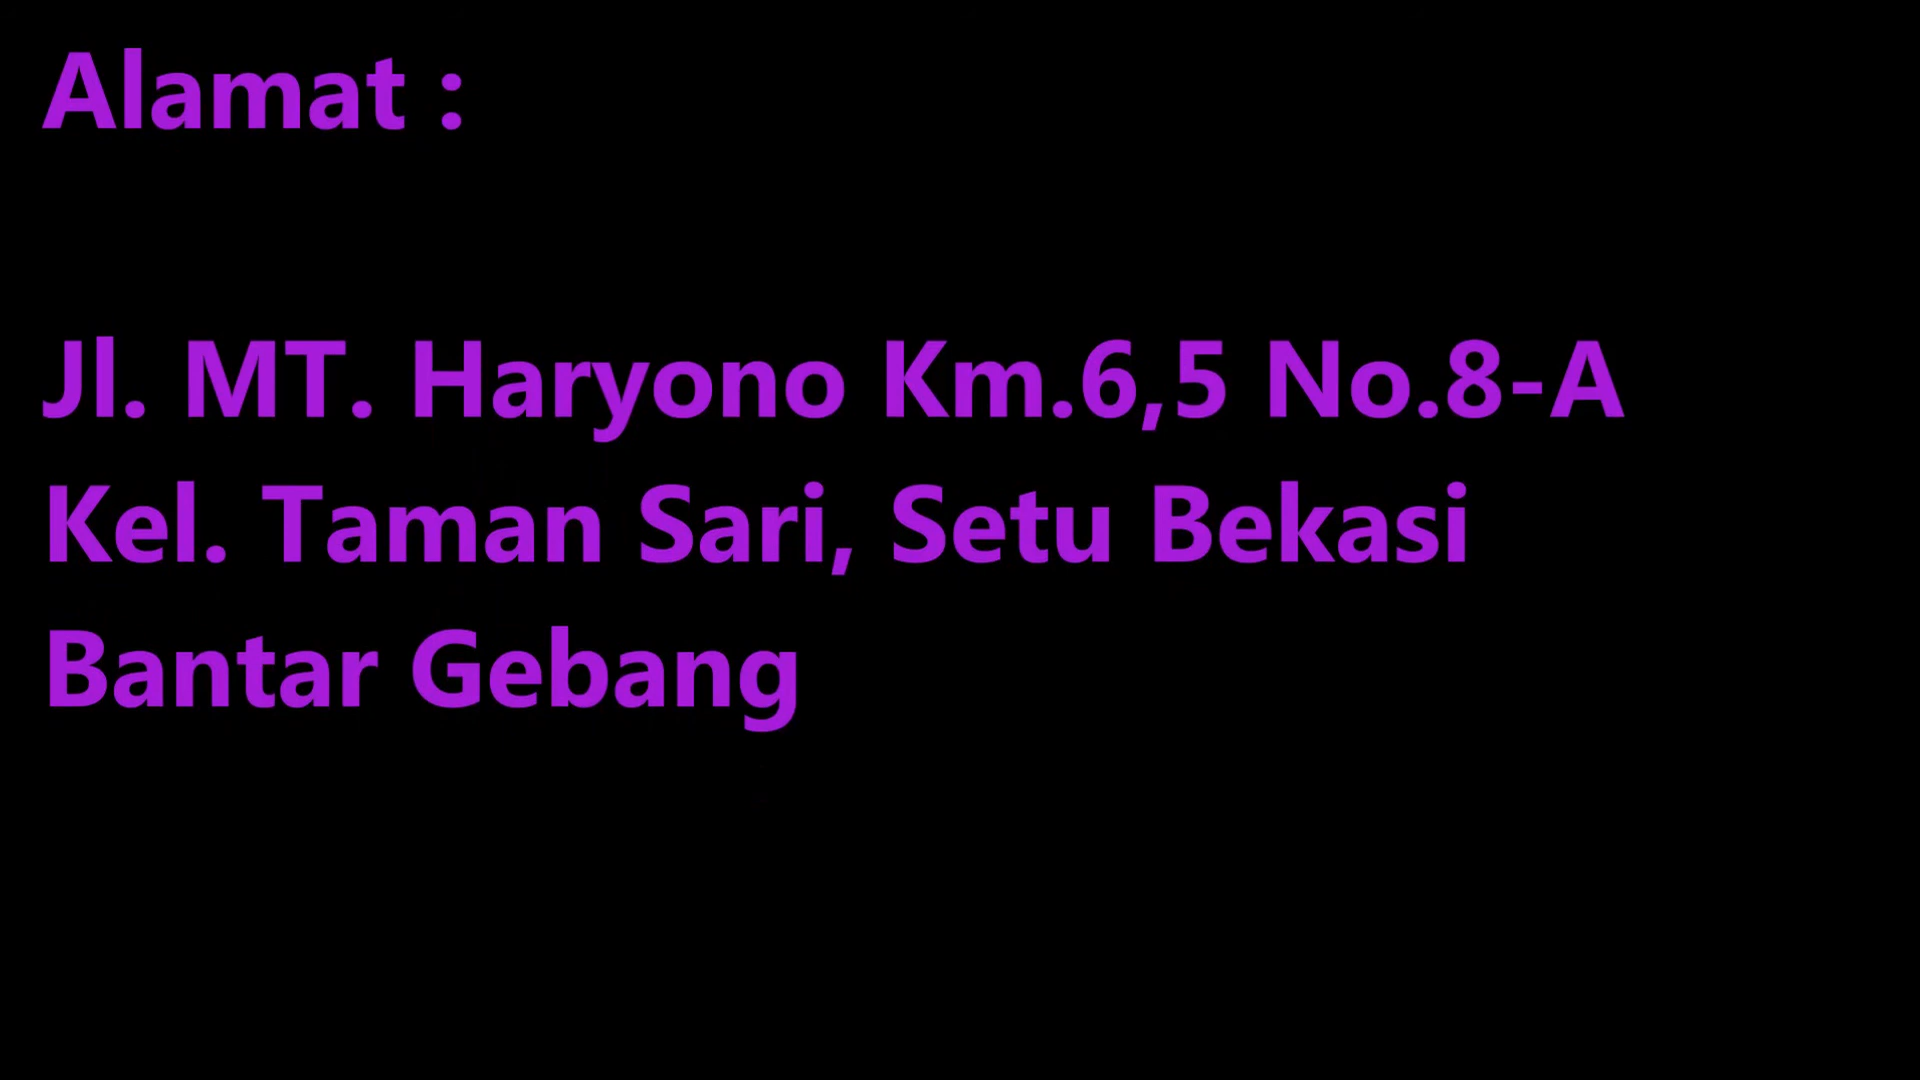 Alamat :
Jl. MT. Haryono Km.6,5 No.8-A
Kel. Taman Sari, Setu Bekasi
Bantar Gebang